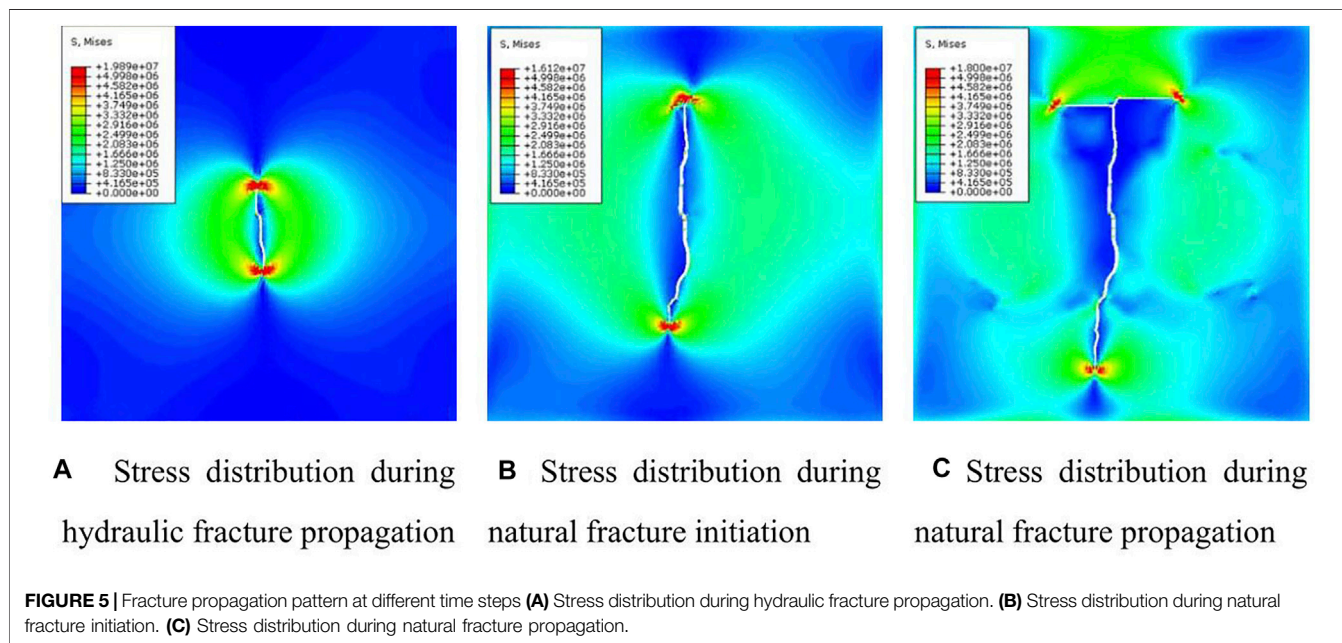 S, Mises
+1.989e+07
+4.998e+06
+4.582e+06
+4.165e+06
+3.749e+06
+3.332e+06
+2.916e+06
+2.499e+06
+2.083e+06
+1.666e+06
+1.250e+06
+8.330e+05
+4.165e+05
+0.000e+00
S, Mises
+1.612e+07
+4.998e+06
+4.582e+06
+4.165e+06
+3.749e+06
+3.332e+06
+2.916e+06
+2.499e+06
+2.083e+06
+1.666e+06
+1.250e+06
+8.330e+05
+4.165e+05
+0.000e+00
S, Mises
+1.800e+07
+4.998e+06
+4.582e+06
+4.165e+06
+3.749e+06
+3.332e+06
+2.916e+06
+2.499e+06
+2.083e+06
+1.666e+06
+1.250e+06
+8.330e+05
+4.165e+05
+0.000e+00
A Stress distribution during
hydraulic fracture propagation
B Stress distribution during
natural fracture initiation
C Stress distribution during
natural fracture propagation
FIGURE 5 | Fracture propagation pattern at different time steps (A) Stress distribution during hydraulic fracture propagation. (B) Stress distribution during natural
fracture initiation. (C) Stress distribution during natural fracture propagation.